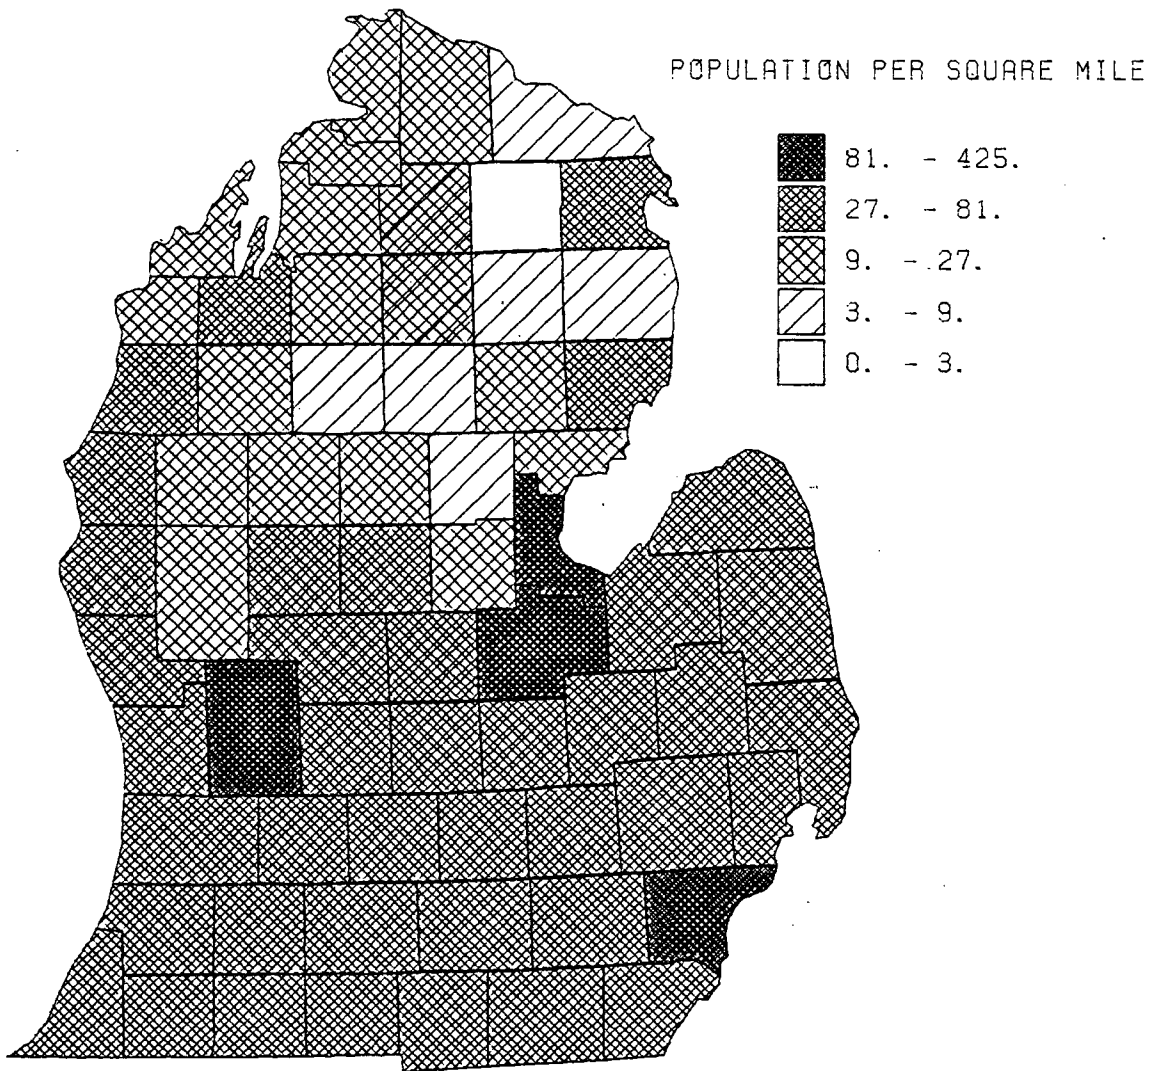 POPULATION PER SQUARE MILE
81. - 425.
27. - 81.
9. - 27.
3. - 9.
0. - 3.